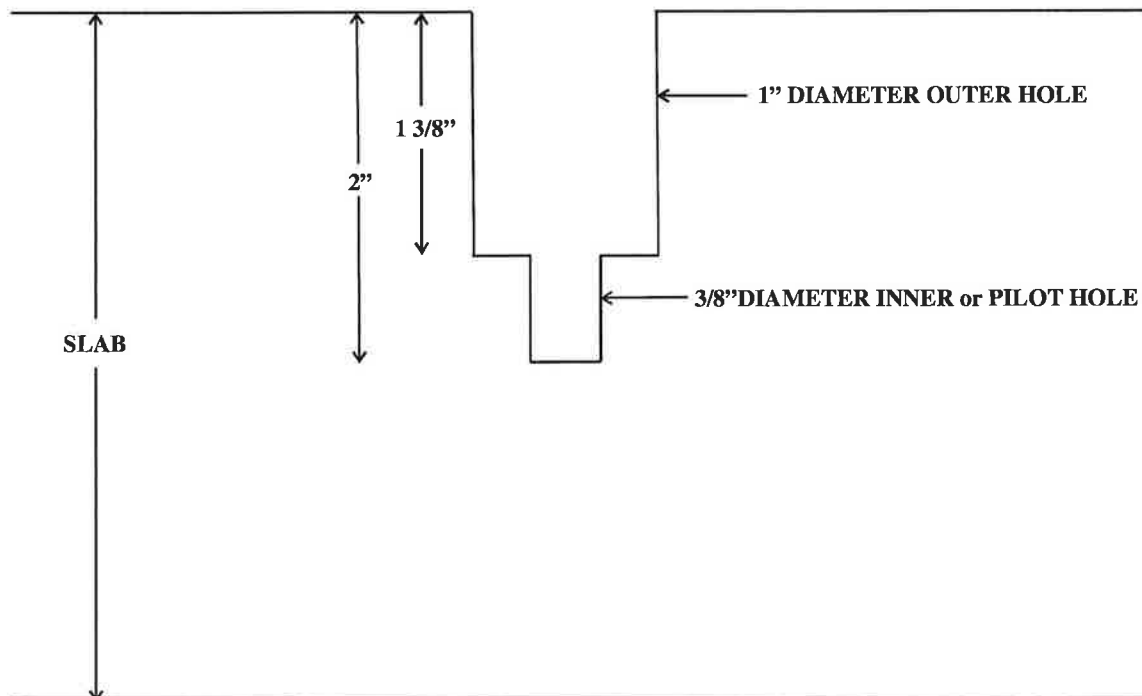 1” DIAMETER OUTER HOLE
1 3/8”
2”
3/8”DIAMETER INNER or PILOT HOLE
SLAB